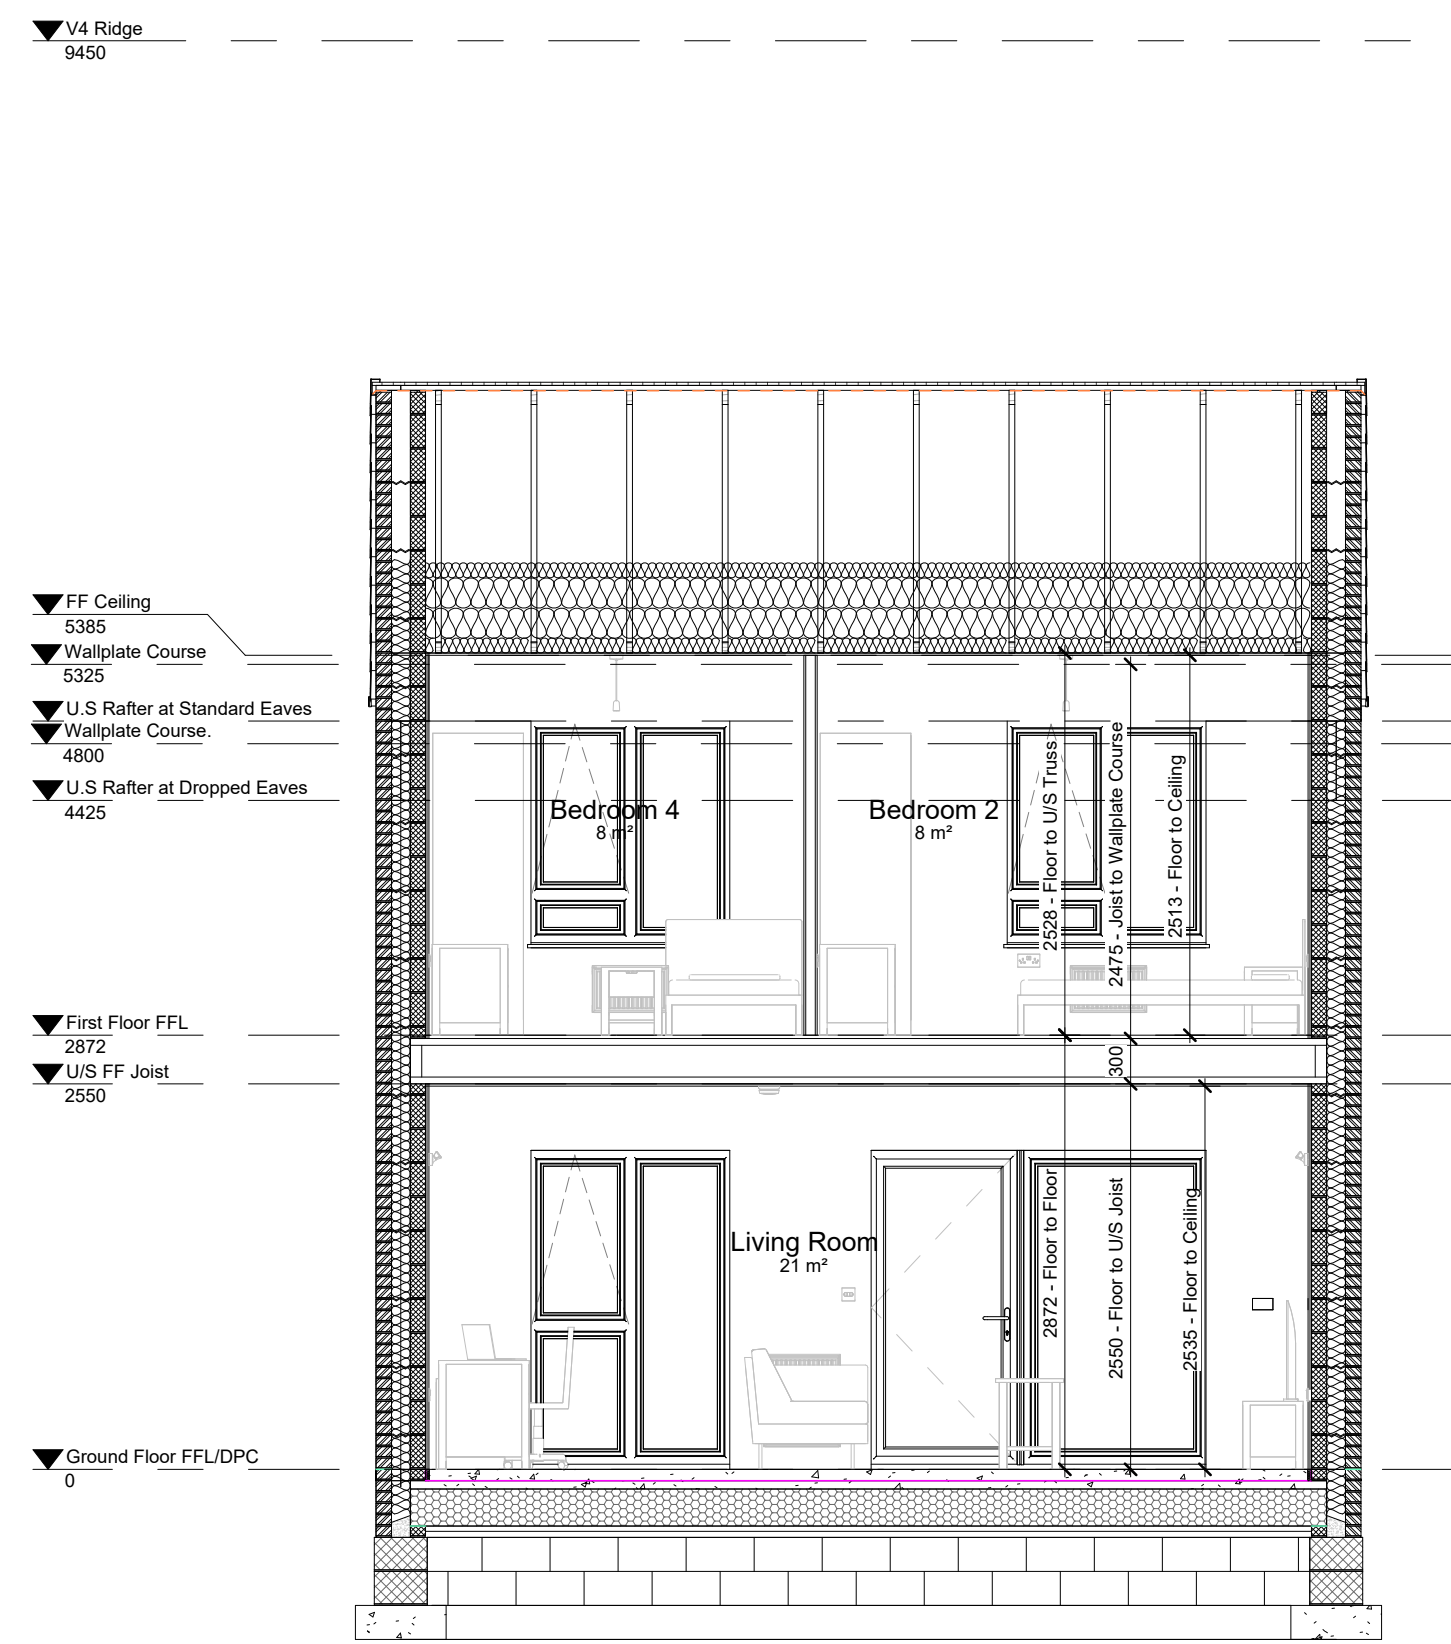 V4 Ridge
9450
FF Ceiling
5385
Wallplate Course
5325
U.S Rafter at Standard Eaves
Wallplate Course.
4800
U.S Rafter at Dropped Eaves
4425
Bedroom 4
8 m²
Bedroom 2
8 m²
2528 - Floor to U/S Truss
2475 - Joist to Wallplate Course
2513 - Floor to Ceiling
First Floor FFL
2872
U/S FF Joist
2550
300
Living Room
21 m²
2872 - Floor to Floor
2550 - Floor to U/S Joist
2535 - Floor to Ceiling
Ground Floor FFL/DPC
0